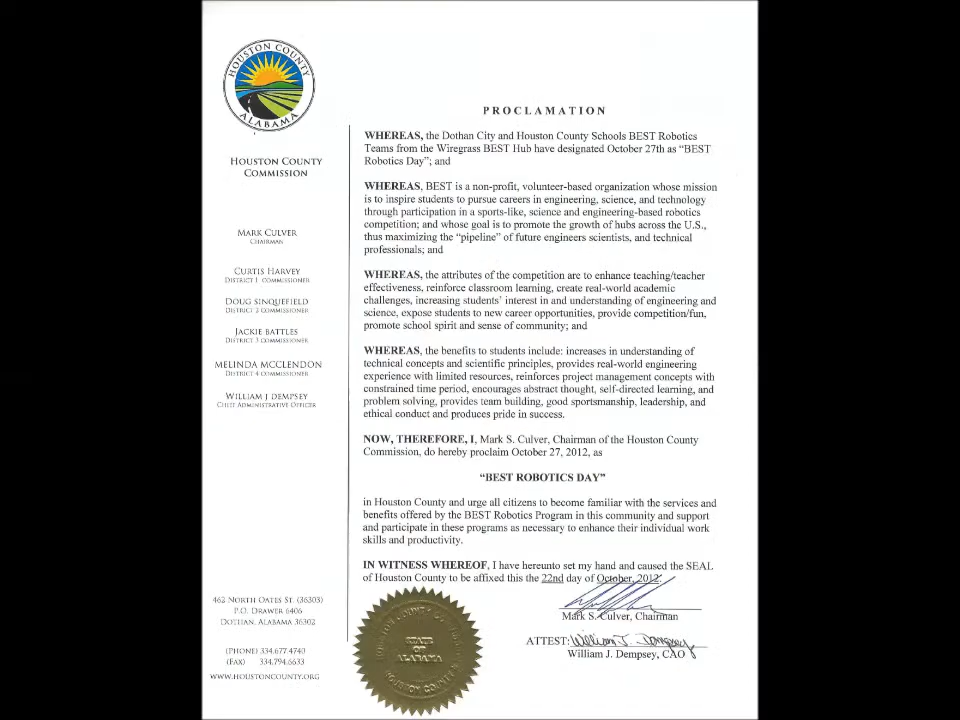 HOUSTON COUNTY
ALABAMA
HOUSTON COUNTY
COMMISSION
MARK CULVER
CHAIRMAN
CURTIS HARVEY
DISTRICT 1 COMMISSIONER
DOUG SINQUEFIELD
DISTRICT 2 COMMISSIONER
JACKIE BATTLES
DISTRICT 3 COMMISSIONER
MELINDA MCCLENDON
DISTRICT 4 COMMISSIONER
WILLIAM J DEMPSEY
CHIEF ADMINISTRATIVE OFFICER
462 NORTH OATES ST. (36303)
P.O. DRAWER 6406
DOTHAN, ALABAMA 36302
(PHONE) 334.677.4740
(FAX) 334.794.6633
WWW.HOUSTONCOUNTY.ORG
PROCLAMATION
WHEREAS, the Dothan City and Houston County Schools BEST Robotics
Teams from the Wiregrass BEST Hub have designated October 27th as “BEST
Robotics Day”; and
WHEREAS, BEST is a non-profit, volunteer-based organization whose mission
is to inspire students to pursue careers in engineering, science, and technology
through participation in a sports-like, science and engineering-based robotics
competition; and whose goal is to promote the growth of hubs across the U.S.,
thus maximizing the “pipeline” of future engineers scientists, and technical
professionals; and
WHEREAS, the attributes of the competition are to enhance teaching/teacher
effectiveness, reinforce classroom learning, create real-world academic
challenges, increasing students’ interest in and understanding of engineering and
science, expose students to new career opportunities, provide competition/fun,
promote school spirit and sense of community; and
WHEREAS, the benefits to students include: increases in understanding of
technical concepts and scientific principles, provides real-world engineering
experience with limited resources, reinforces project management concepts with
constrained time period, encourages abstract thought, self-directed learning, and
problem solving, provides team building, good sportsmanship, leadership, and
ethical conduct and produces pride in success.
NOW, THEREFORE, I, Mark S. Culver, Chairman of the Houston County
Commission, do hereby proclaim October 27, 2012, as
“BEST ROBOTICS DAY”
in Houston County and urge all citizens to become familiar with the services and
benefits offered by the BEST Robotics Program in this community and support
and participate in these programs as necessary to enhance their individual work
skills and productivity.
IN WITNESS WHEREOF, I have hereunto set my hand and caused the SEAL
of Houston County to be affixed this the 22nd day of October, 2012.
Mark S. Culver, Chairman
ATTEST: William J. Dempsey
William J. Dempsey, CAO
STATE
OF
ALABAMA